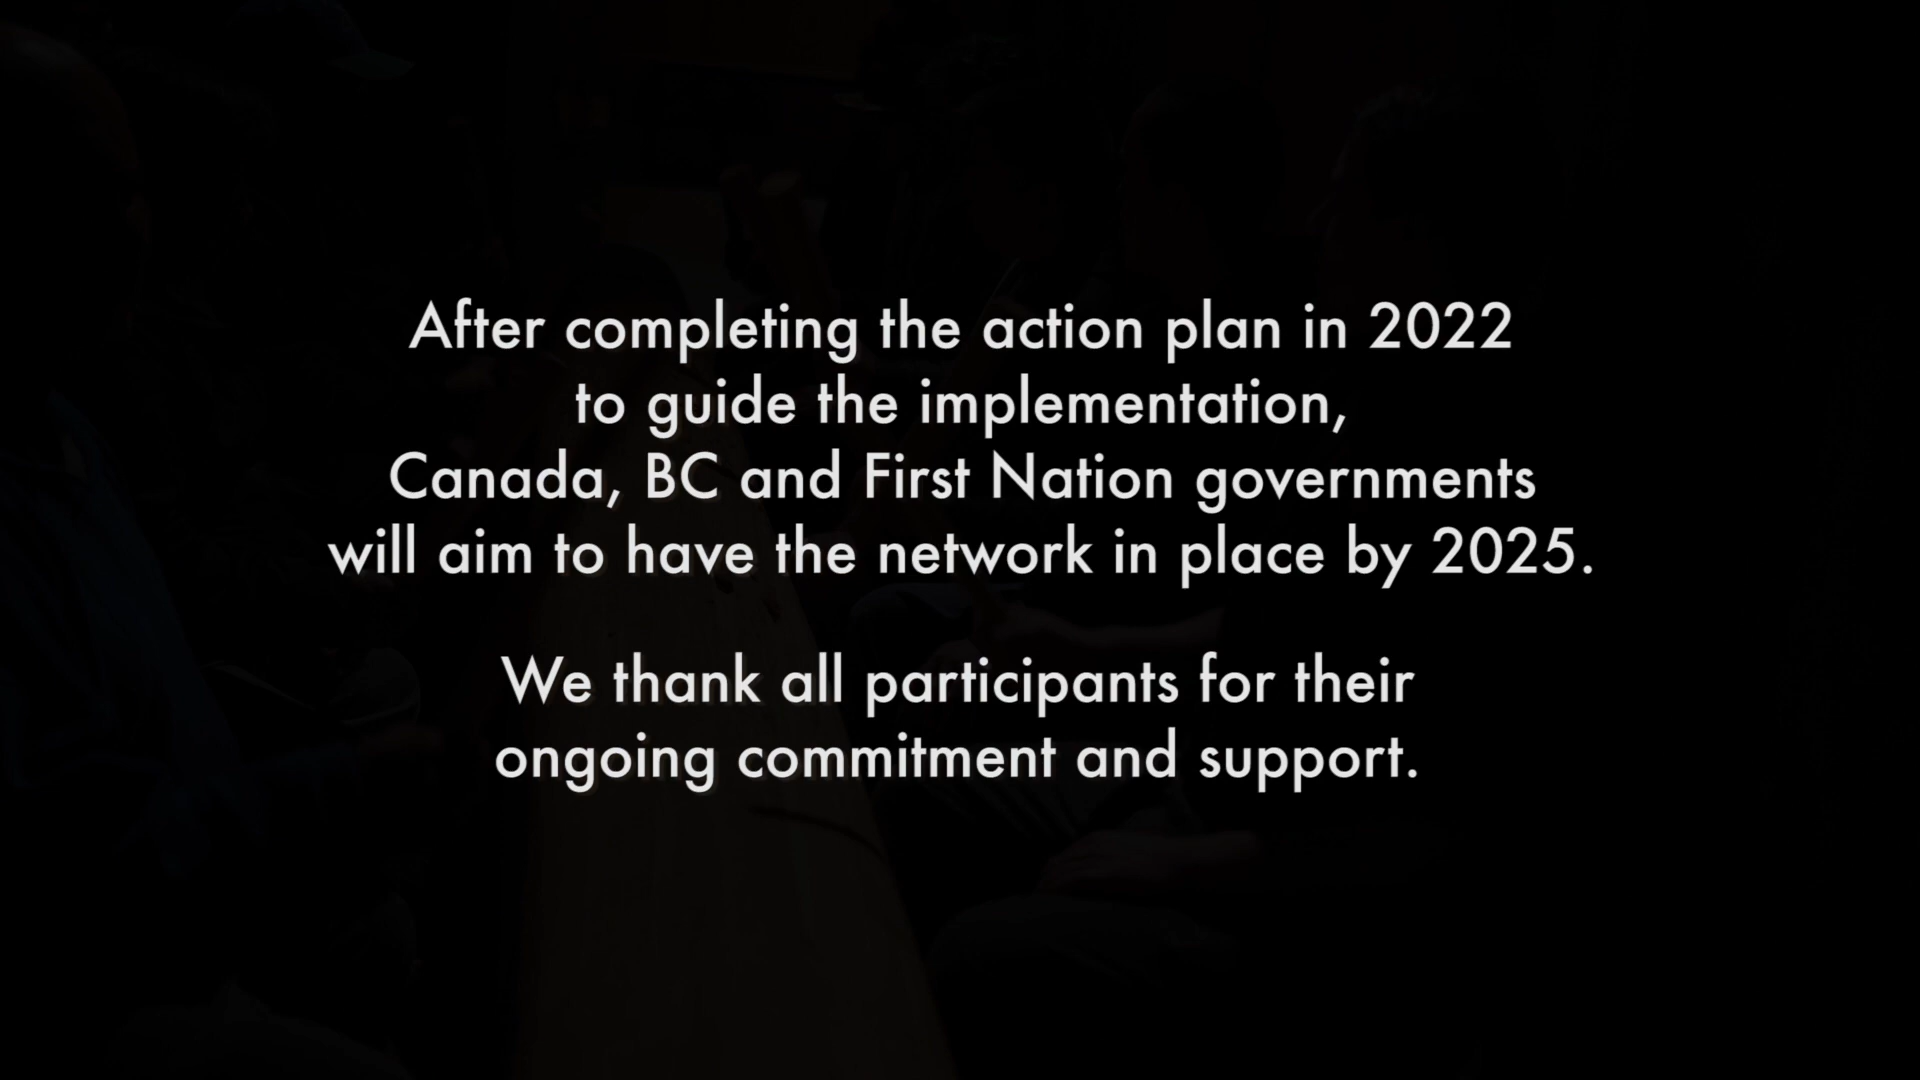 After completing the action plan in 2022
to guide the implementation,
Canada, BC and First Nation governments
will aim to have the network in place by 2025.
We thank all participants for their
ongoing commitment and support.